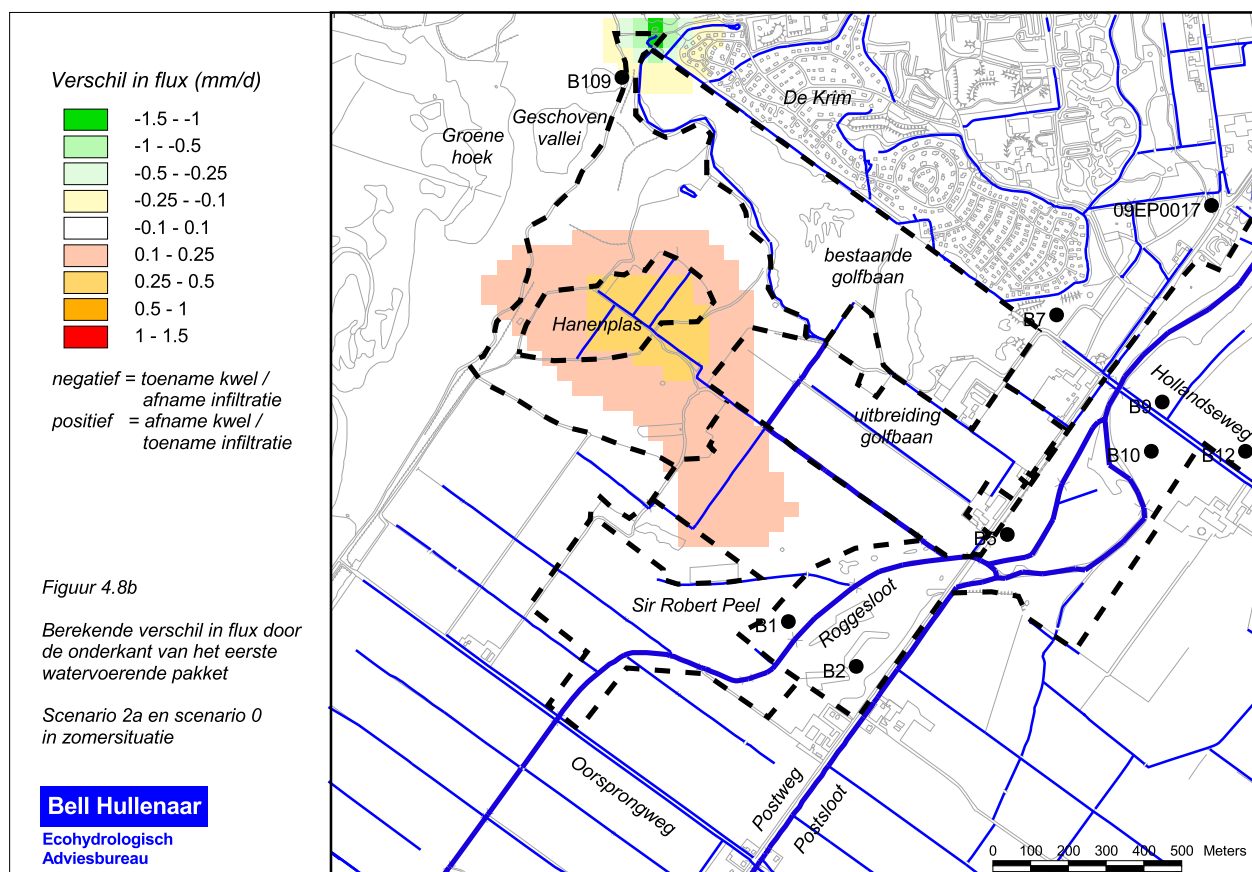 Verschil in flux (mm/d)
-1.5 - -1
-1 - -0.5
-0.5 - -0.25
-0.25 - -0.1
-0.1 - 0.1
0.1 - 0.25
0.25 - 0.5
0.5 - 1
1 - 1.5
negatief = toename kwel /
afname infiltratie
positief = afname kwel /
toename infiltratie
Figuur 4.8b
Berekende verschil in flux door
de onderkant van het eerste
watervoerende pakket
Scenario 2a en scenario 0
in zomersituatie
Bell Hullenaar
Ecohydrologisch
Adviesbureau
B109
De Krim
Geschoven
vallei
Groene
hoek
09EP0017
bestaande
golfbaan
B7
Hanenplas
Hollandseweg
B9
uitbreiding
golfbaan
B10
B12
B5
Sir Robert Peel
B1
Roggesloot
B2
Oorsprongweg
Postweg
Postsloot
0 100 200 300 400 500 Meters